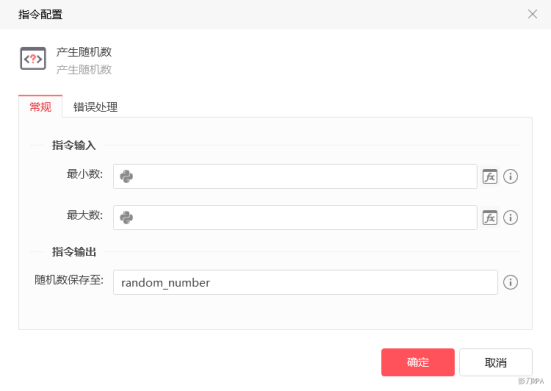 指令配置
<?>
产生随机数
产生随机数
常规 错误处理
指令输入
最小数: fx
最大数: fx
指令输出
随机数保存至: random_number
确定 取消
影刀RPA